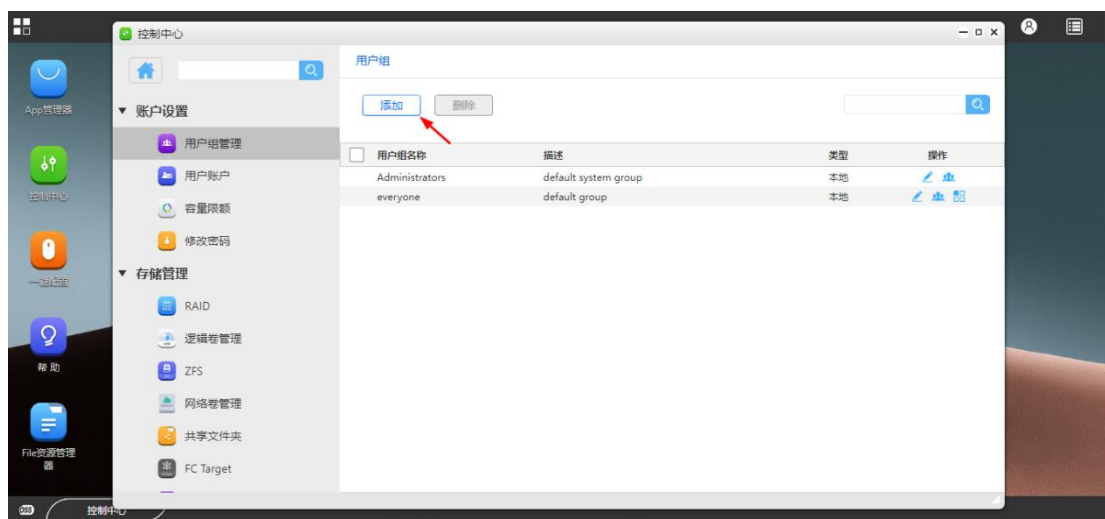 控制中心
App管理器
控制中心
一键配置
帮 助
File资源管理
器
账户设置
用户组管理
用户账户
容量限额
修改密码
存储管理
RAID
逻辑卷管理
ZFS
网络卷管理
共享文件夹
FC Target
用户组
添加 删除
用户组名称 描述 类型 操作
Administrators default system group 本地
everyone default group 本地
控制中心